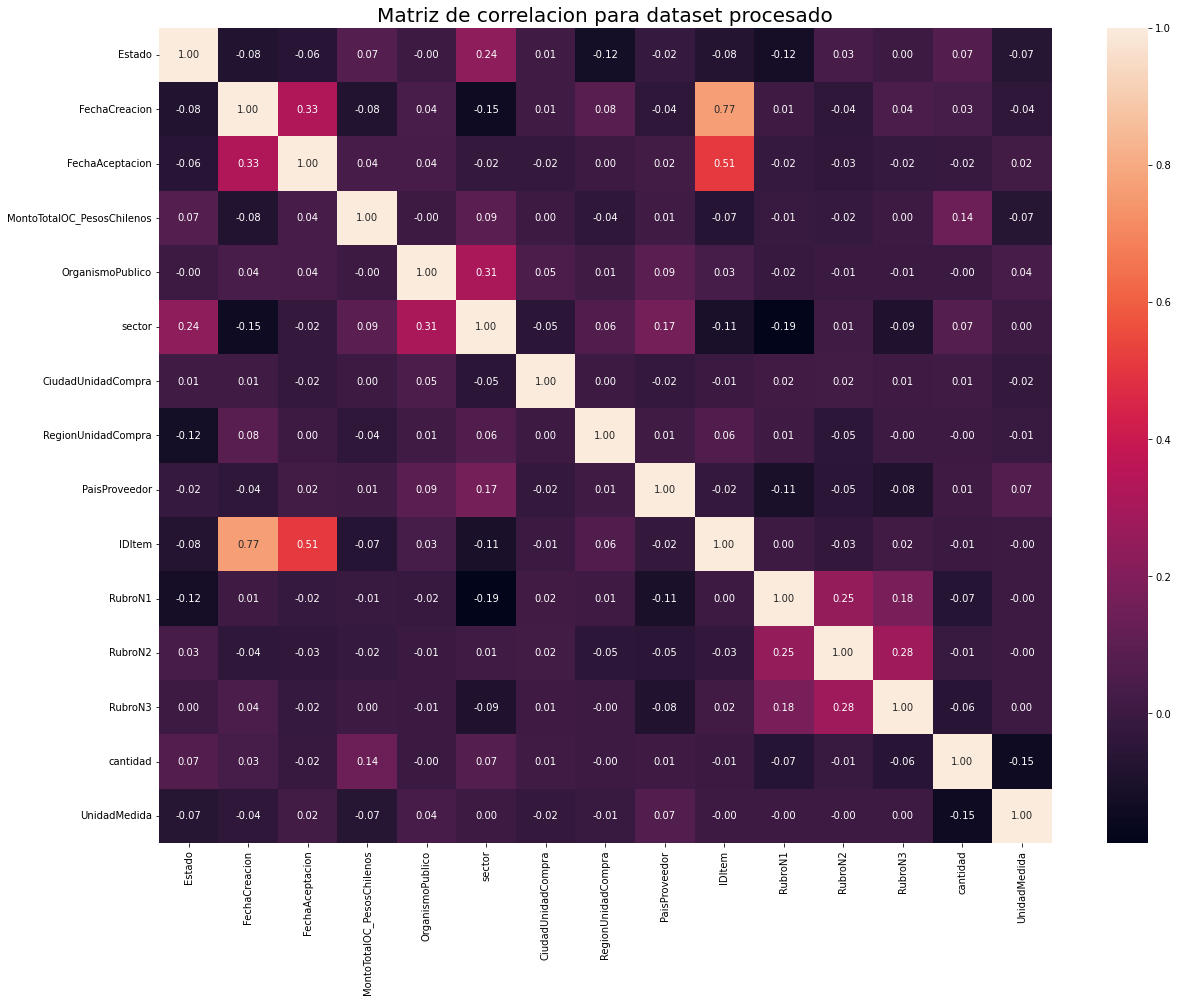 Matriz de correlacion para dataset procesado
Estado 1.00 -0.08 -0.06 0.07 -0.00 0.24 0.01 -0.12 -0.02 -0.08 -0.12 0.03 0.00 0.07 -0.07
FechaCreacion -0.08 1.00 0.33 -0.08 0.04 -0.15 0.01 0.08 -0.04 0.77 0.01 -0.04 0.04 0.03 -0.04
FechaAceptacion -0.06 0.33 1.00 0.04 0.04 -0.02 -0.02 0.00 0.02 0.51 -0.02 -0.03 -0.02 -0.02 0.02
MontoTotalOC_PesosChilenos 0.07 -0.08 0.04 1.00 -0.00 0.09 0.00 -0.04 0.01 -0.07 -0.01 -0.02 0.00 0.14 -0.07
OrganismoPublico -0.00 0.04 0.04 -0.00 1.00 0.31 0.05 0.01 0.09 0.03 -0.02 -0.01 -0.01 -0.00 0.04
sector 0.24 -0.15 -0.02 0.09 0.31 1.00 -0.05 0.06 0.17 -0.11 -0.19 0.01 -0.09 0.07 0.00
CiudadUnidadCompra 0.01 0.01 -0.02 0.00 0.05 -0.05 1.00 0.00 -0.02 -0.01 0.02 0.02 0.01 0.01 -0.02
RegionUnidadCompra -0.12 0.08 0.00 -0.04 0.01 0.06 0.00 1.00 0.01 0.06 0.01 -0.05 -0.00 -0.00 -0.01
PaisProveedor -0.02 -0.04 0.02 0.01 0.09 0.17 -0.02 0.01 1.00 -0.02 -0.11 -0.05 -0.08 0.01 0.07
IDItem -0.08 0.77 0.51 -0.07 0.03 -0.11 -0.01 0.06 -0.02 1.00 0.00 -0.03 0.02 -0.01 -0.00
RubroN1 -0.12 0.01 -0.02 -0.01 -0.02 -0.19 0.02 0.01 -0.11 0.00 1.00 0.25 0.18 -0.07 -0.00
RubroN2 0.03 -0.04 -0.03 -0.02 -0.01 0.01 0.02 -0.05 -0.05 -0.03 0.25 1.00 0.28 -0.01 -0.00
RubroN3 0.00 0.04 -0.02 0.00 -0.01 -0.09 0.01 -0.00 -0.08 0.02 0.18 0.28 1.00 -0.06 0.00
cantidad 0.07 0.03 -0.02 0.14 -0.00 0.07 0.01 -0.00 0.01 -0.01 -0.07 -0.01 -0.06 1.00 -0.15
UnidadMedida -0.07 -0.04 0.02 -0.07 0.04 0.00 -0.02 -0.01 0.07 -0.00 -0.00 -0.00 0.00 -0.15 1.00
Estado
FechaCreacion
FechaAceptacion
MontoTotalOC_PesosChilenos
OrganismoPublico
sector
CiudadUnidadCompra
RegionUnidadCompra
PaisProveedor
IDItem
RubroN1
RubroN2
RubroN3
cantidad
UnidadMedida
1.0
0.8
0.6
0.4
0.2
0.0